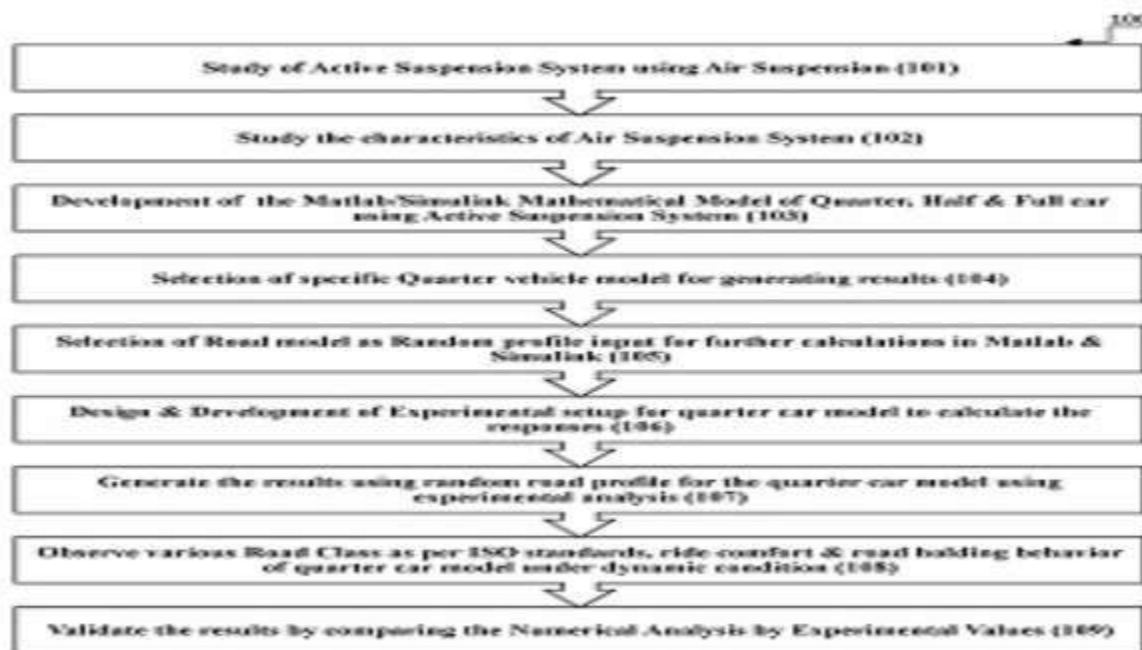 100
Study of Active Suspension System using Air Suspension (101)
Study the characteristics of Air Suspension System (102)
Development of the Matlab/Simulink Mathematical Model of Quarter, Half & Full car
using Active Suspension System (103)
Selection of specific Quarter vehicle model for generating results (104)
Selection of Road model as Random profile input for further calculations in Matlab &
Simulink (105)
Design & Development of Experimental setup for quarter car model to calculate the
responses (106)
Generate the results using random road profile for the quarter car model using
experimental analysis (107)
Observe various Road Class as per ISO standards, ride comfort & road holding behavior
of quarter car model under dynamic condition (108)
Validate the results by comparing the Numerical Analysis by Experimental Values (109)